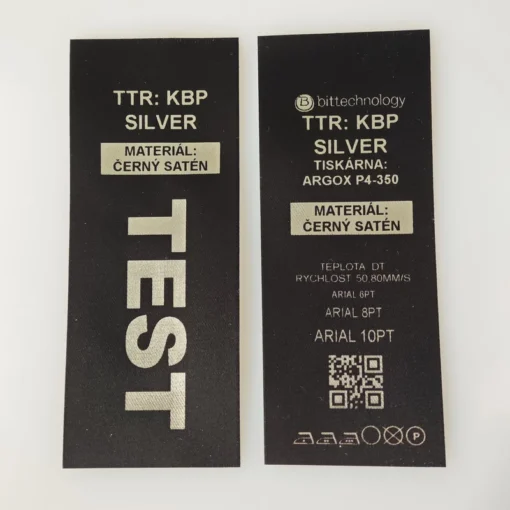 TTR: KBP
SILVER
MATERIÁL:
ČERNÝ SATÉN
TEST
B bittechnology
TTR: KBP
SILVER
TISKÁRNA:
ARGOX P4-350
MATERIÁL:
ČERNÝ SATÉN
TEPLOTA DT
RYCHLOST 50,80MM/S
ARIAL 6PT
ARIAL 8PT
ARIAL 10PT
P